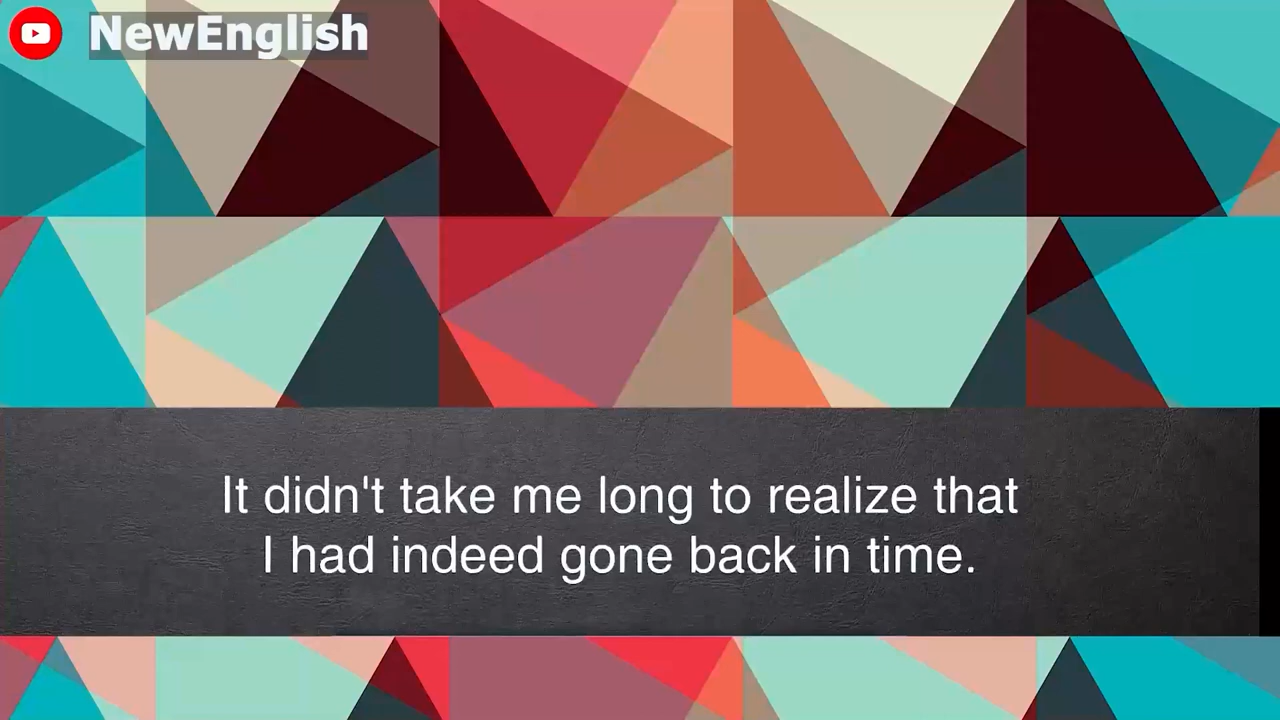 NewEnglish
It didn't take me long to realize that
I had indeed gone back in time.